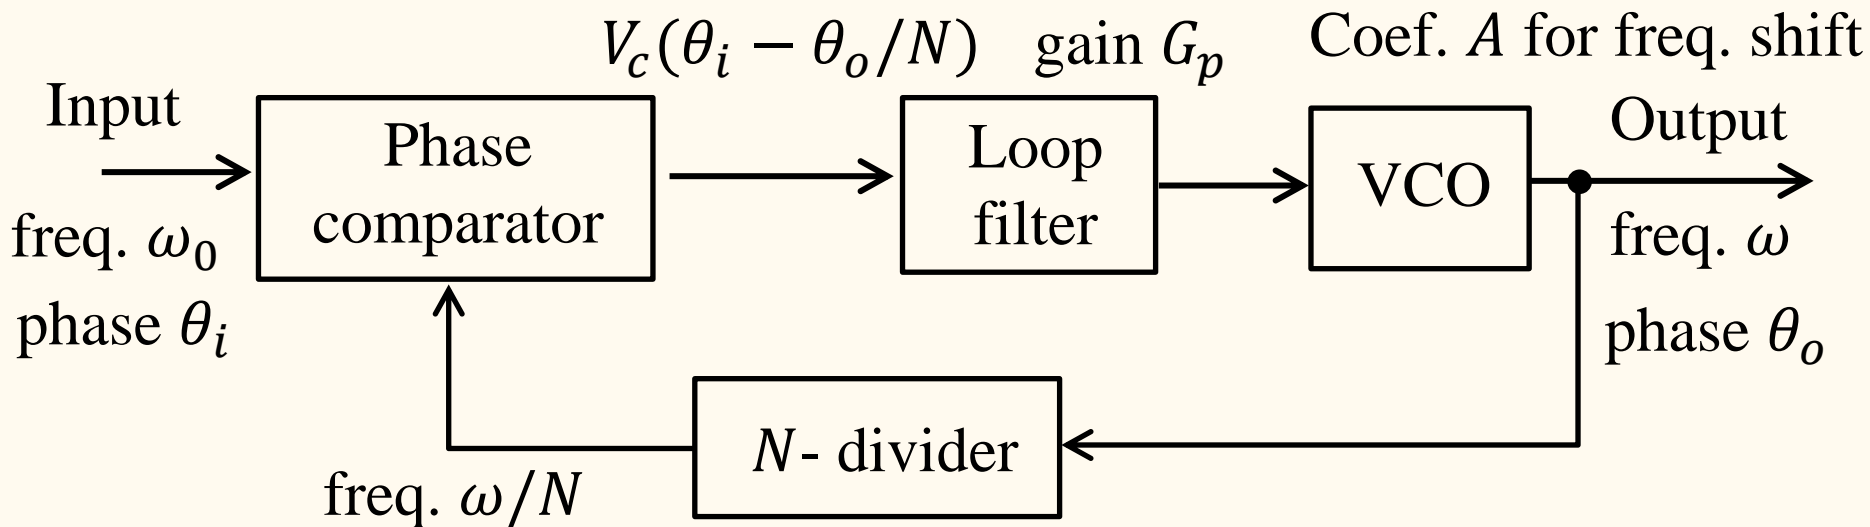 V_c(θ_i − θ_o/N)
gain G_p
Coef. A for freq. shift
Input
freq. ω_0
phase θ_i
Phase
comparator
Loop
filter
VCO
Output
freq. ω
phase θ_o
N- divider
freq. ω/N